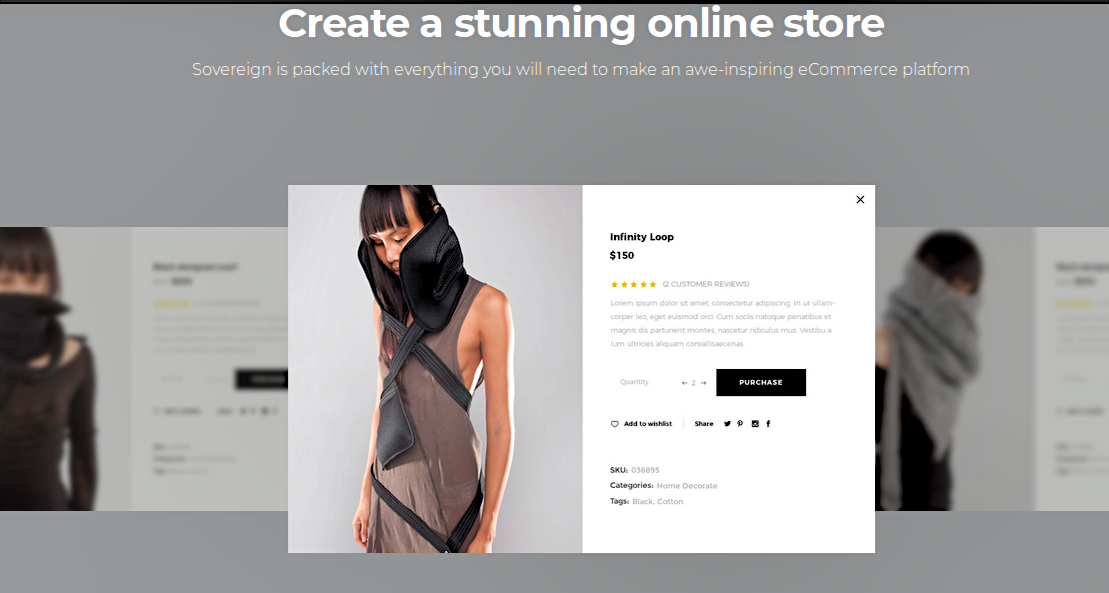 Create a stunning online store
Sovereign is packed with everything you will need to make an awe-inspiring eCommerce platform
Infinity Loop
$150
(2 CUSTOMER REVIEWS)
Lorem ipsum dolor sit amet, consectetur adipiscing. In ut ullam-
corper leo, eget euismod orci. Cum sociis natoque penatibus et
magnis dis parturient montes, nascetur ridiculus mus. Vestibu a
lum ultricies aliquam convallisaecenas.
Quantity 2 PURCHASE
Add to wishlist Share
SKU: 036895
Categories: Home Decorate
Tags: Black, Cotton